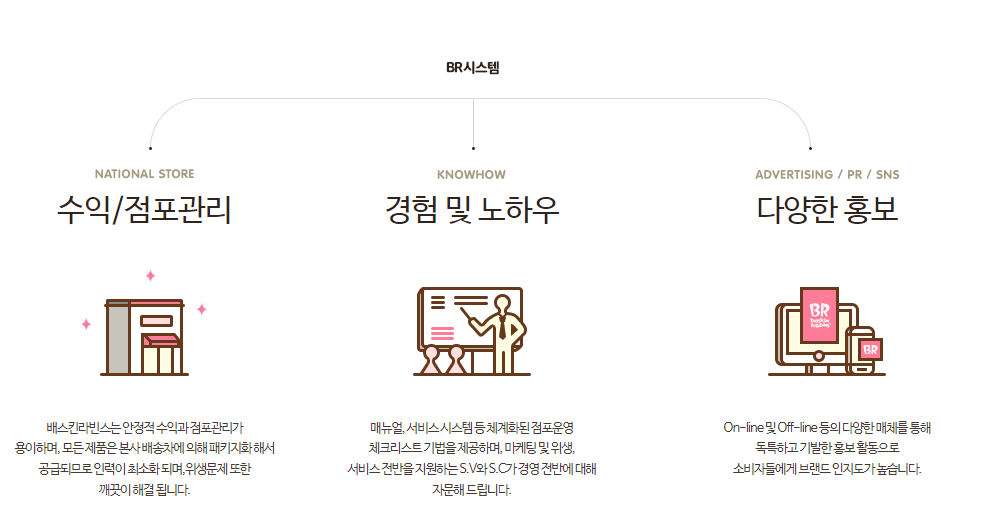 BR시스템
NATIONAL STORE
수익/점포관리
배스킨라빈스는 안정적 수익과 점포관리가
용이하며, 모든 제품은 본사 배송차에 의해 패키지화 해서
공급되므로 인력이 최소화 되며,위생문제 또한
깨끗이 해결 됩니다.
KNOWHOW
경험 및 노하우
매뉴얼, 서비스 시스템 등 체계화된 점포운영
체크리스트 기법을 제공하며, 마케팅 및 위생,
서비스 전반을 지원하는 S.V와 S.C가 경영 전반에 대해
자문해 드립니다.
ADVERTISING / PR / SNS
다양한 홍보
BR
baskin
robbins
BR
On-line 및 Off-line 등의 다양한 매체를 통해
독특하고 기발한 홍보 활동으로
소비자들에게 브랜드 인지도가 높습니다.